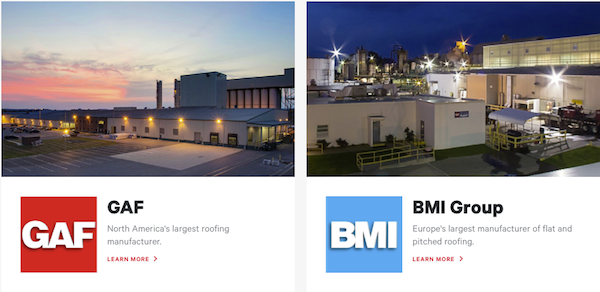 GAF
GAF
North America's largest roofing
manufacturer.
LEARN MORE
BMI
BMI Group
Europe's largest manufacturer of flat and
pitched roofing.
LEARN MORE